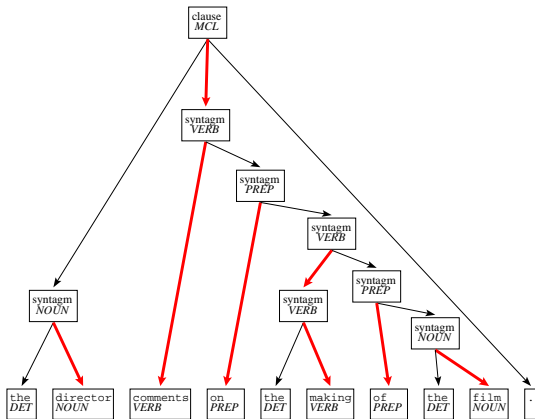 clause
MCL
syntagm
VERB
syntagm
PREP
syntagm
VERB
syntagm
PREP
syntagm
NOUN
syntagm
VERB
syntagm
NOUN
the director comments on the making of the film .
DET NOUN VERB PREP DET VERB PREP DET NOUN